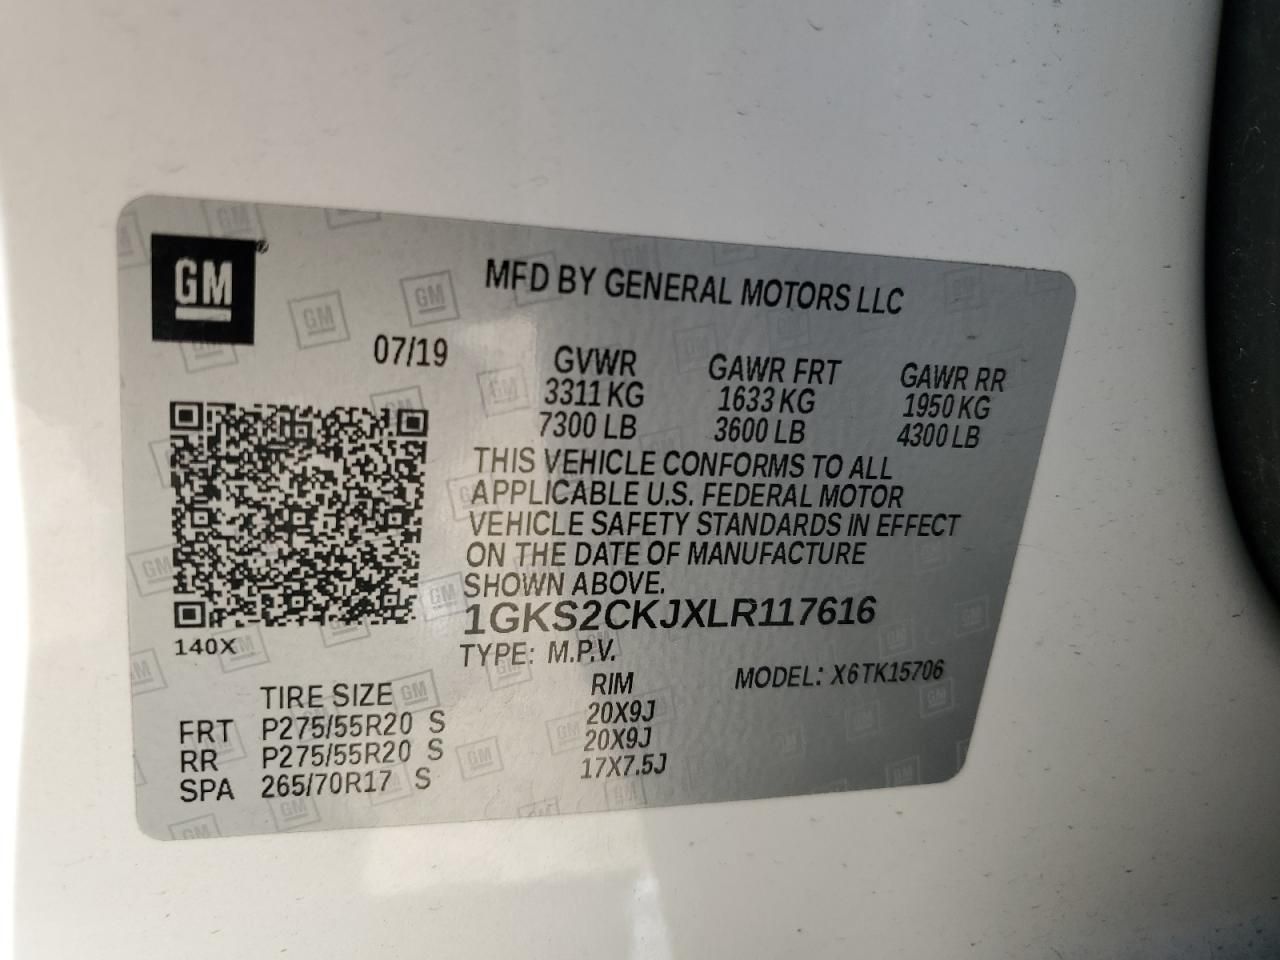 GM
MFD BY GENERAL MOTORS LLC
07/19
GVWR GAWR FRT GAWR RR
3311 KG 1633 KG 1950 KG
7300 LB 3600 LB 4300 LB
THIS VEHICLE CONFORMS TO ALL
APPLICABLE U.S. FEDERAL MOTOR
VEHICLE SAFETY STANDARDS IN EFFECT
ON THE DATE OF MANUFACTURE
SHOWN ABOVE.
1GKS2CKJXLR117616
140X
TYPE: M.P.V. MODEL: X6TK15706
TIRE SIZE RIM
FRT P275/55R20 S 20X9J
RR P275/55R20 S 20X9J
SPA 265/70R17 S 17X7.5J